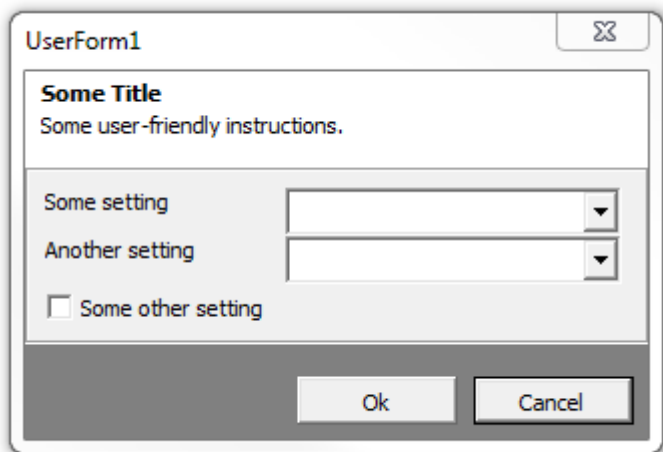 UserForm1
Some Title
Some user-friendly instructions.
Some setting
Another setting
Some other setting
Ok Cancel